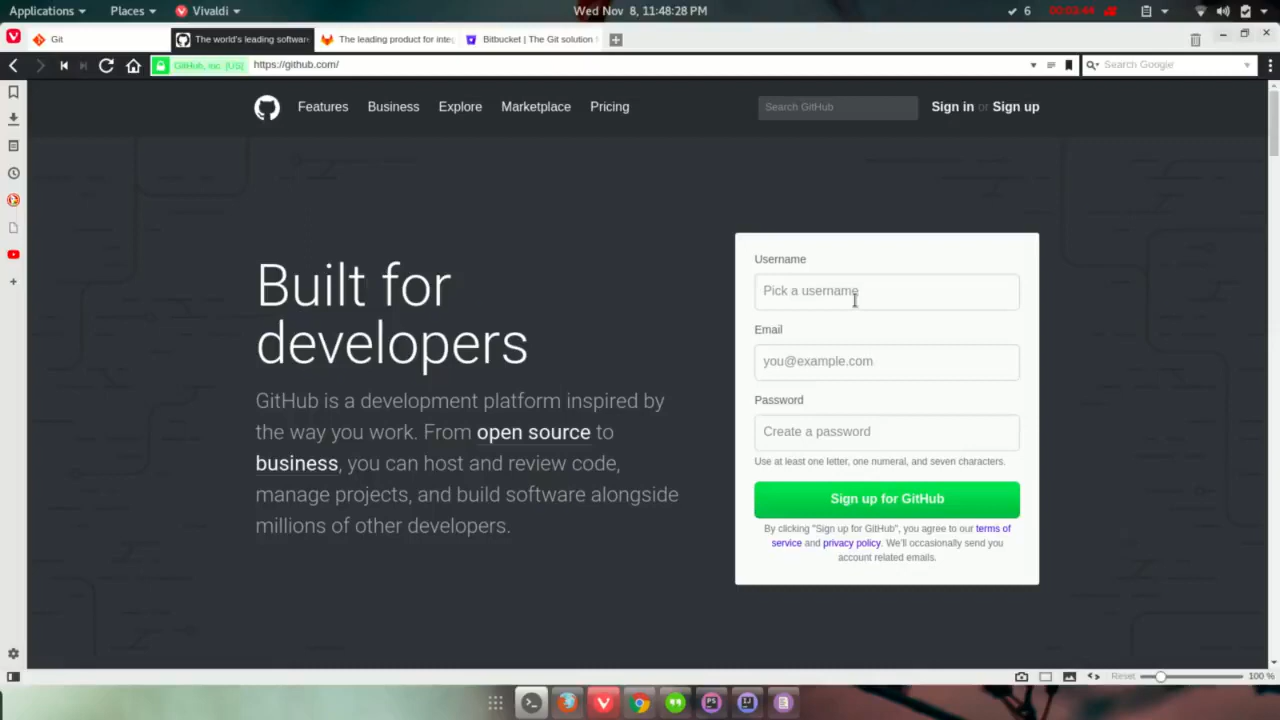 Applications
Places
Vivaldi
Wed Nov 8, 11:48:28 PM
6
00:03:44
Git
The world's leading software
The leading product for inte
Bitbucket | The Git solution
GitHub, Inc. [US]
https://github.com/
Search Google
Features
Business
Explore
Marketplace
Pricing
Search GitHub
Sign in or Sign up
Built for
developers
GitHub is a development platform inspired by
the way you work. From open source to
business, you can host and review code,
manage projects, and build software alongside
millions of other developers.
Username
Pick a username
Email
you@example.com
Password
Create a password
Use at least one letter, one numeral, and seven characters.
Sign up for GitHub
By clicking "Sign up for GitHub", you agree to our terms of
service and privacy policy. We'll occasionally send you
account related emails.
Reset
100 %